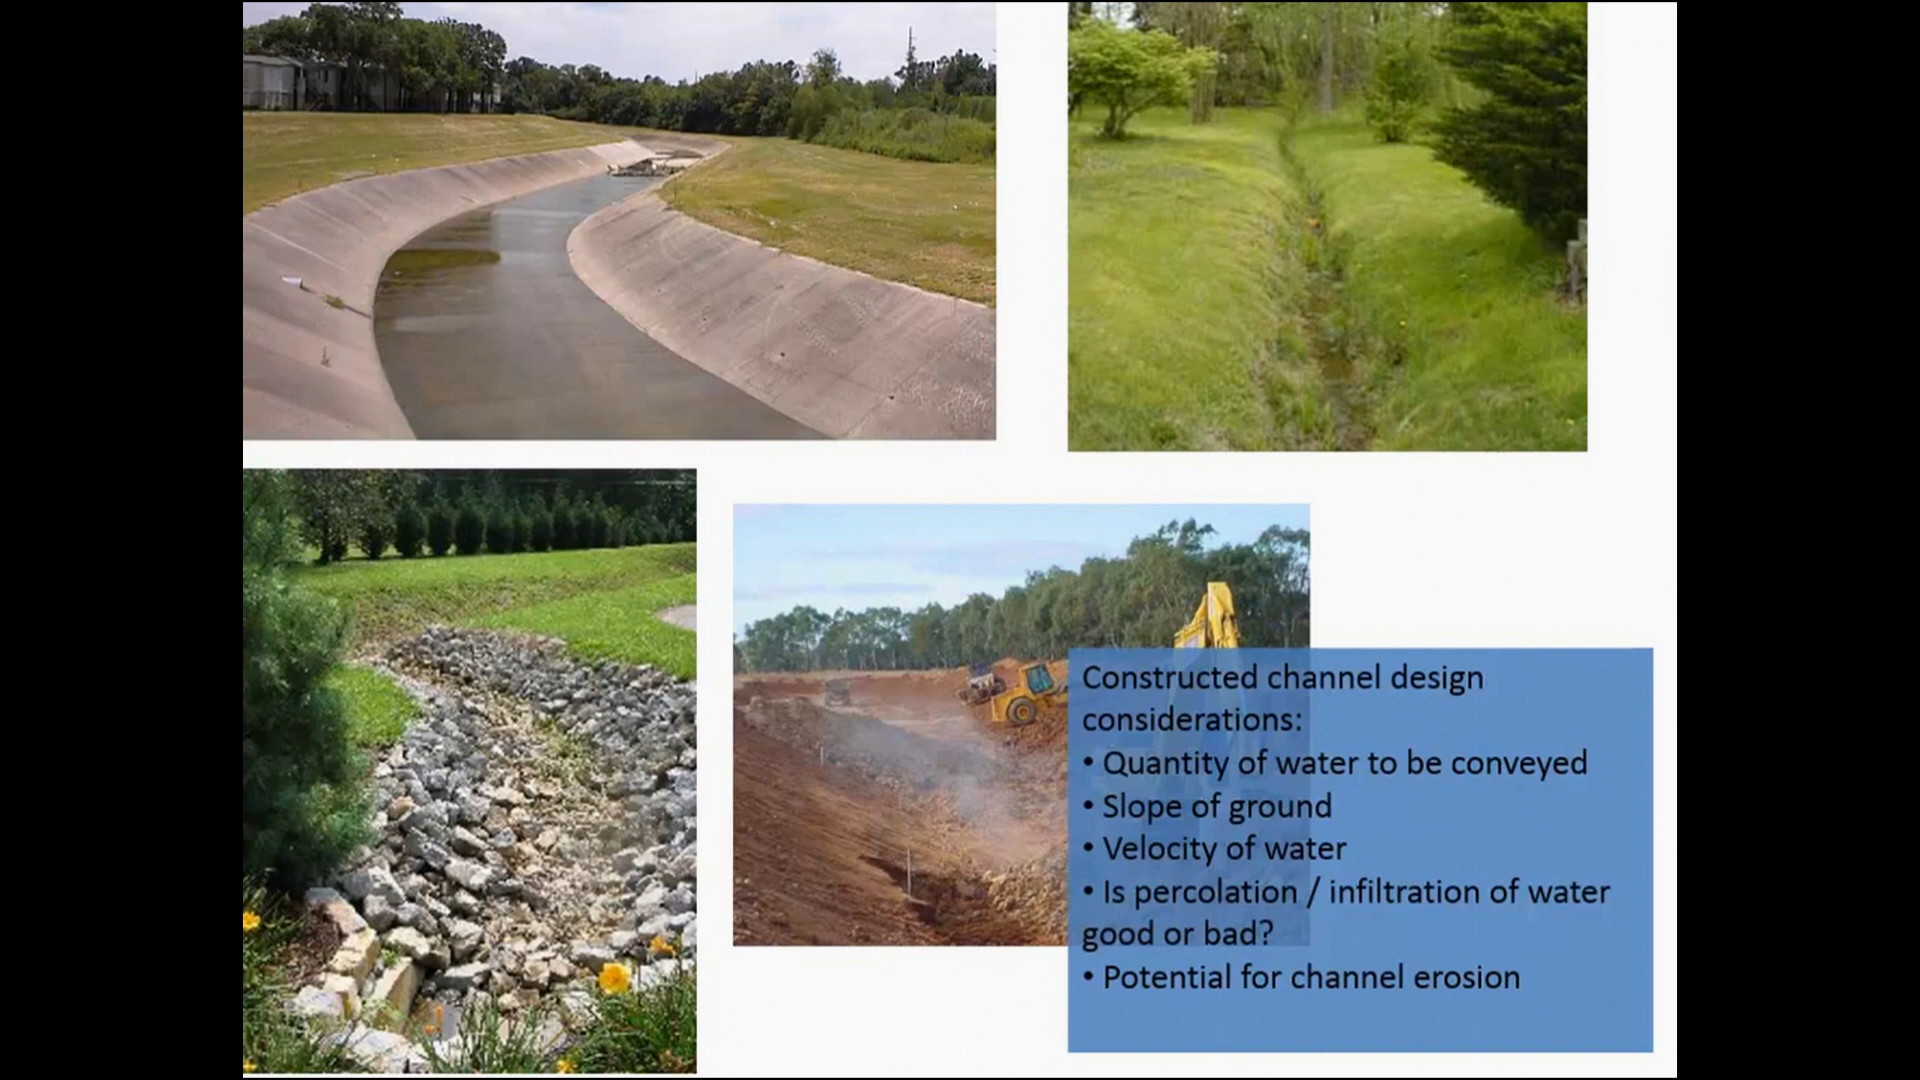 Constructed channel design
considerations:
• Quantity of water to be conveyed
• Slope of ground
• Velocity of water
• Is percolation / infiltration of water
good or bad?
• Potential for channel erosion